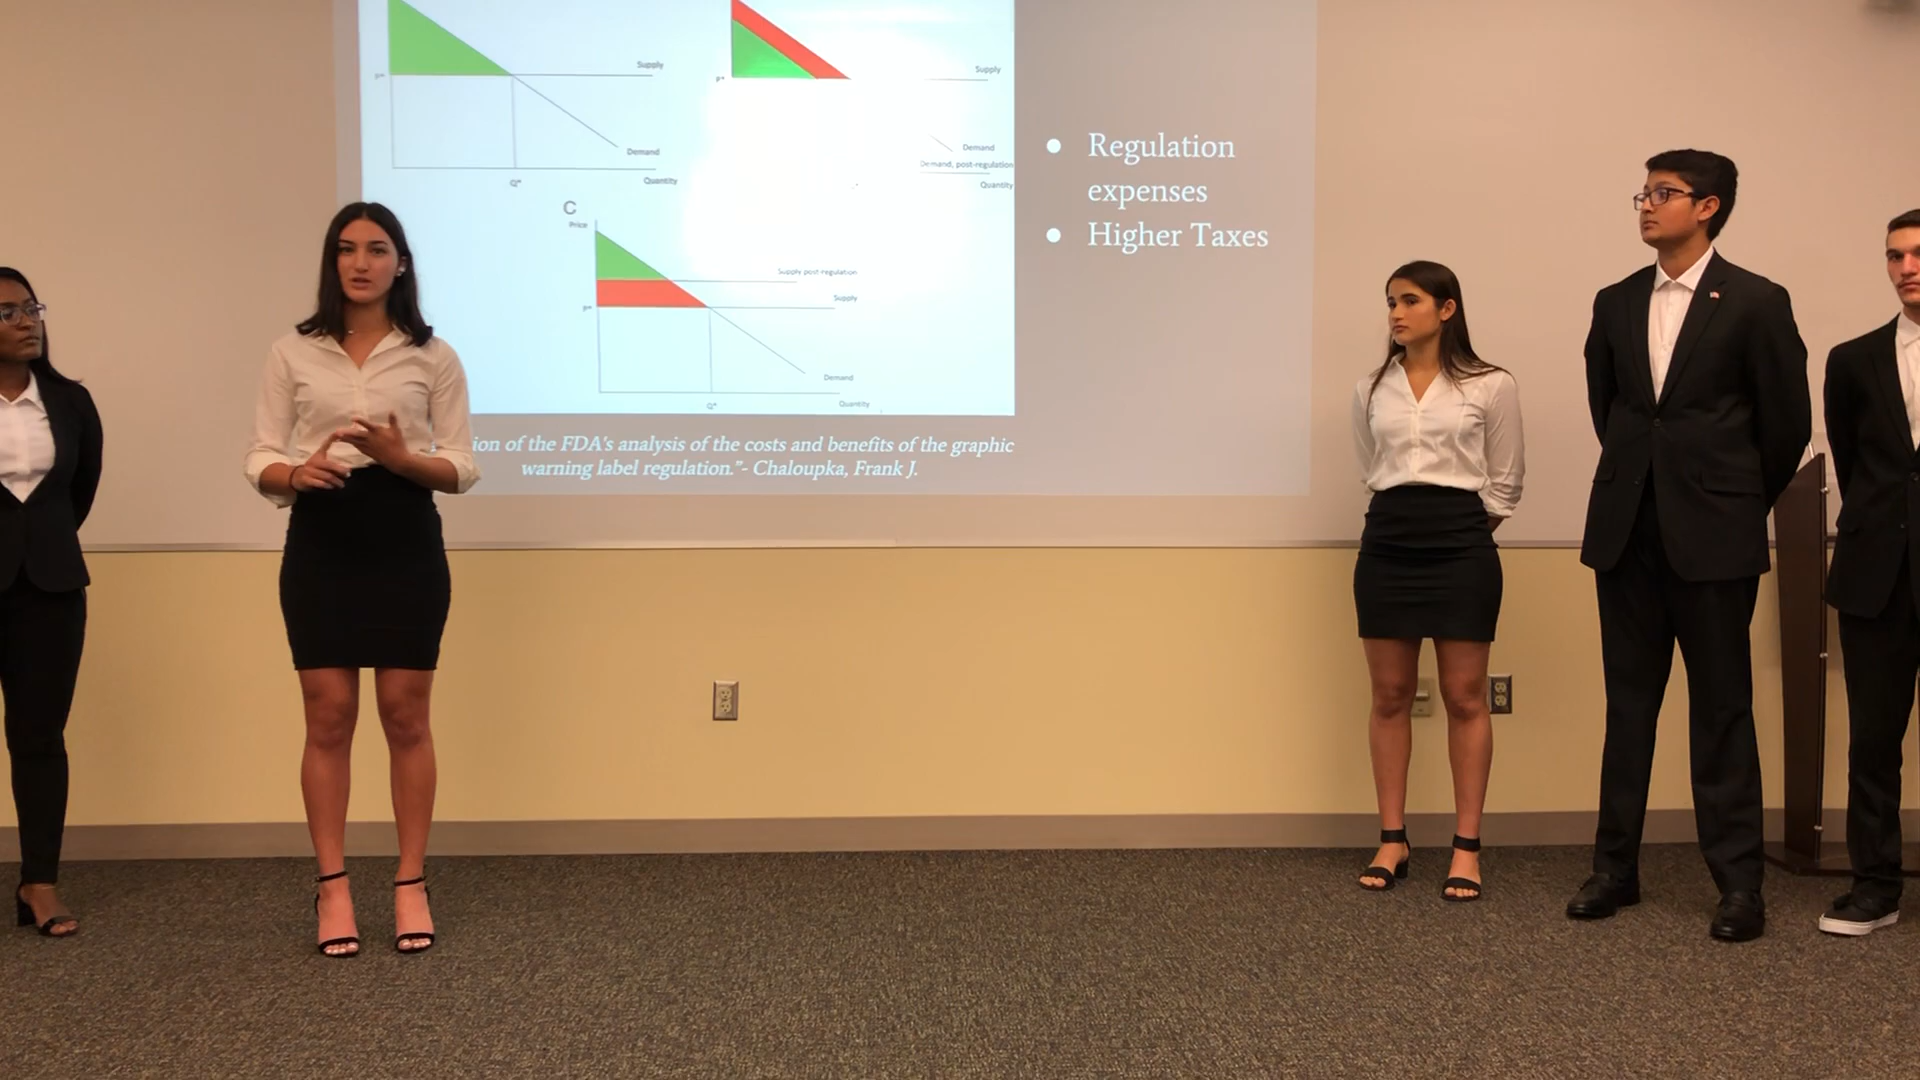 P*
Supply
Demand
Q*
Quantity
P*
Supply
Demand
Demand, post-regulation
Quantity
C
Price
Supply post-regulation
Supply
P*
Demand
Q*
Quantity
• Regulation
expenses
• Higher Taxes
ion of the FDA's analysis of the costs and benefits of the graphic
warning label regulation.”- Chaloupka, Frank J.